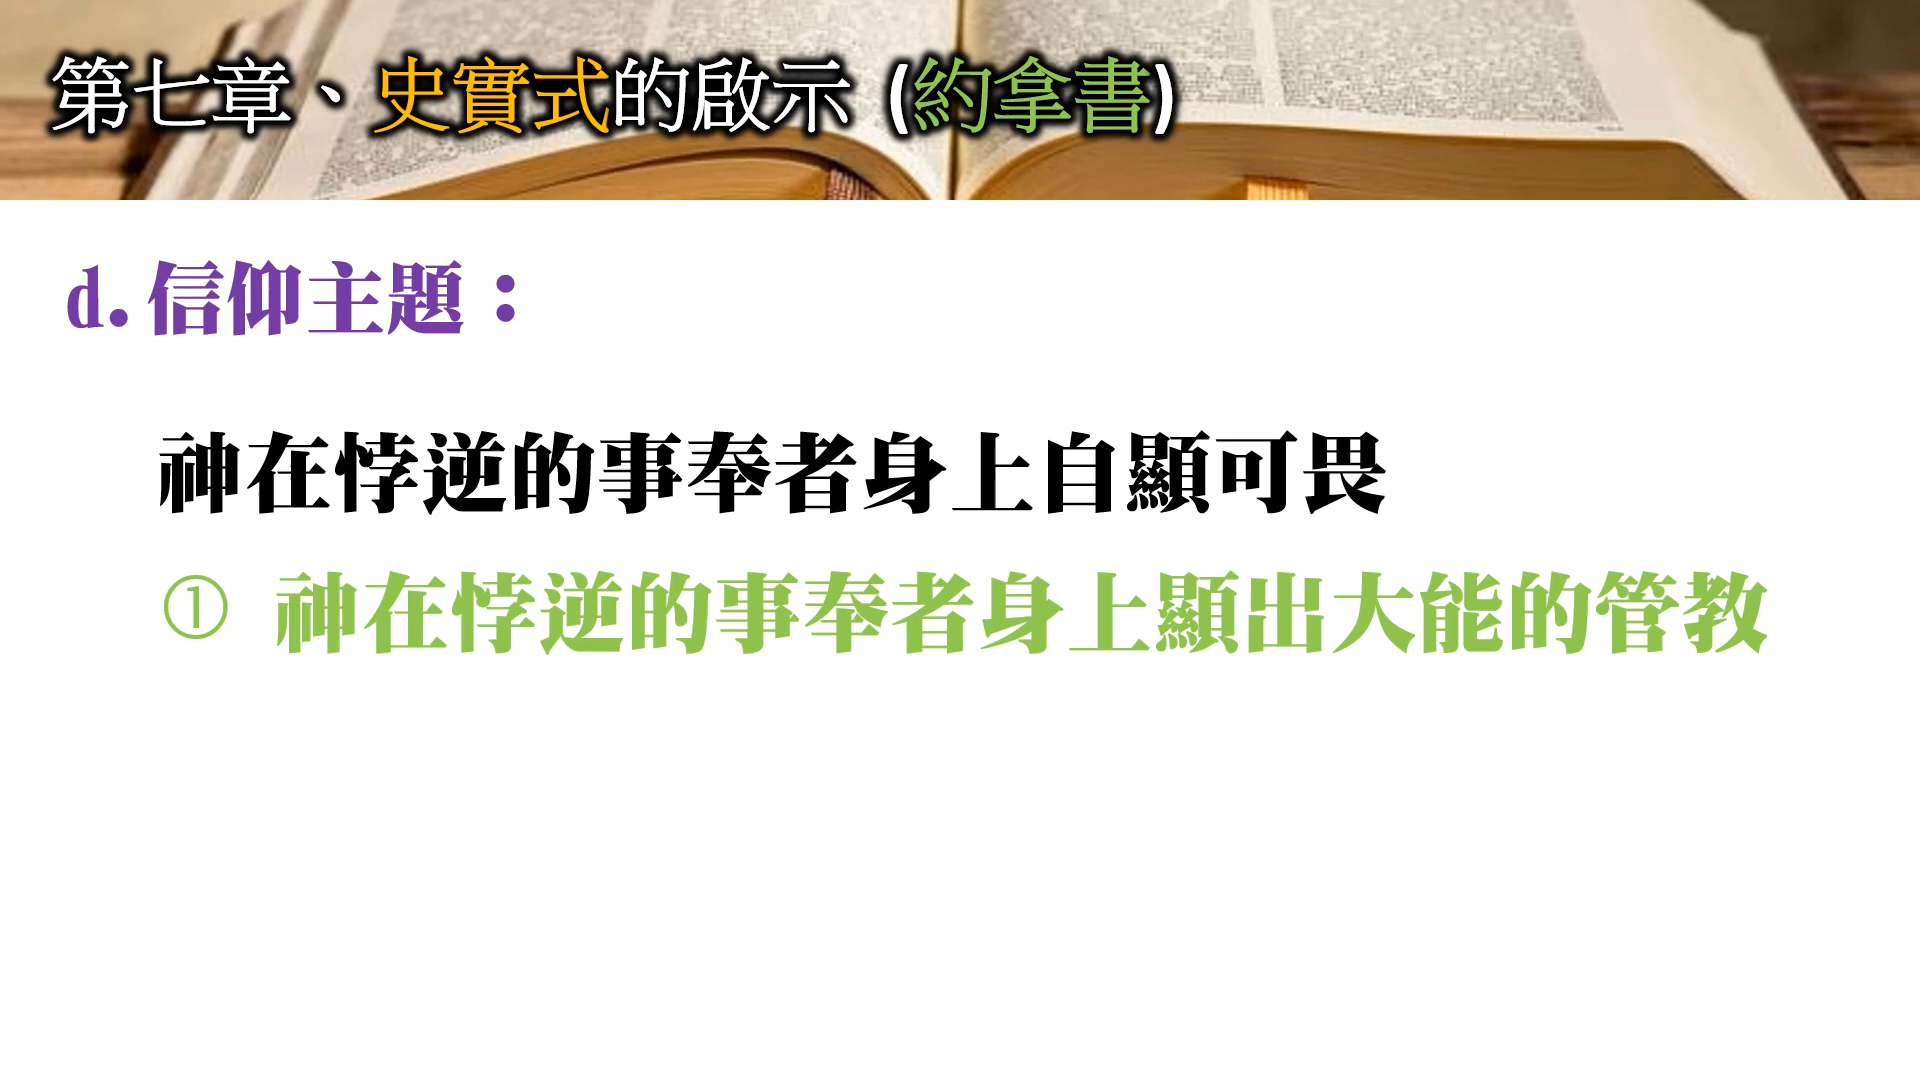 第七章、史實式的啟示 (約拿書)
d.信仰主題：
神在悖逆的事奉者身上自顯可畏
① 神在悖逆的事奉者身上顯出大能的管教